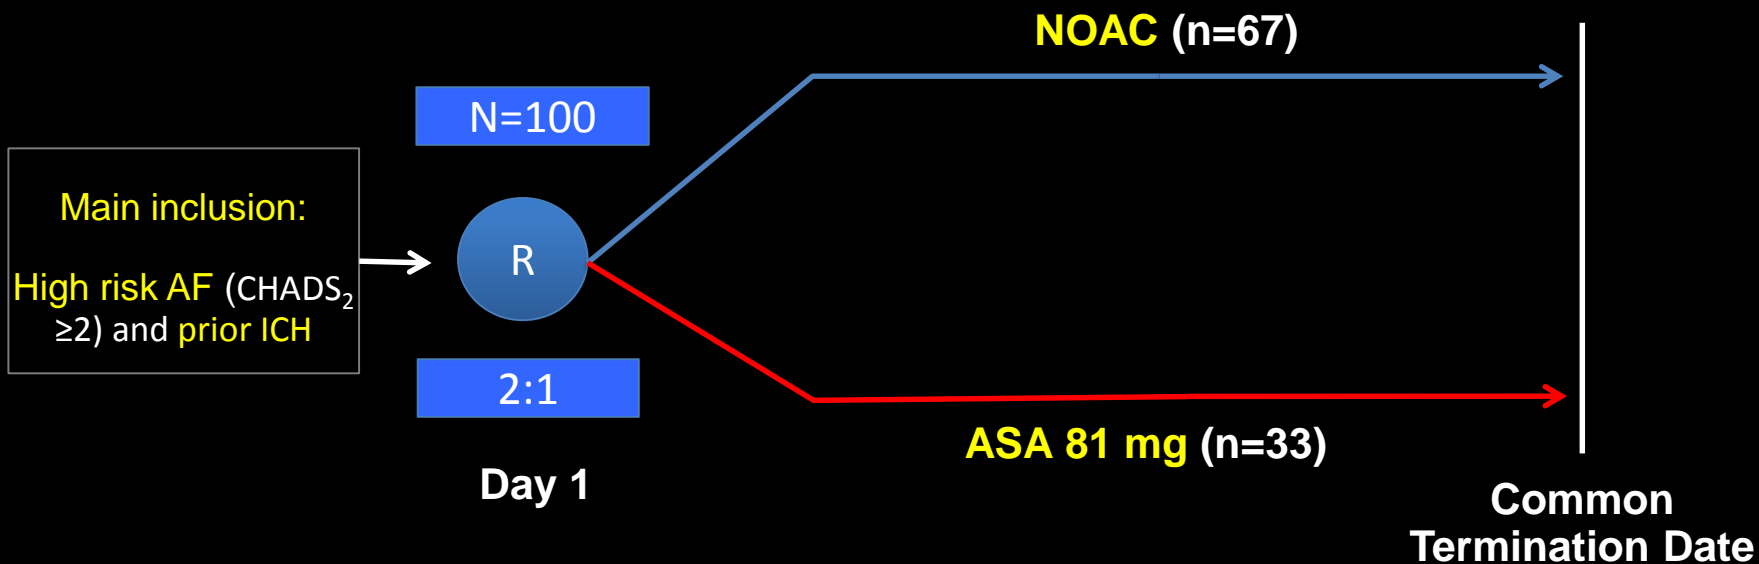 NOAC (n=67)
N=100
Main inclusion:
High risk AF (CHADS₂
≥2) and prior ICH
R
2:1
ASA 81 mg (n=33)
Day 1
Common
Termination Date